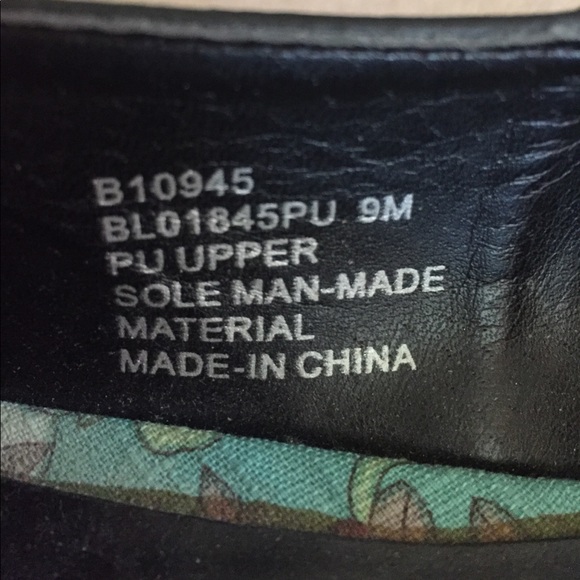 B10945
BL01845PU 9M
PU UPPER
SOLE MAN-MADE
MATERIAL
MADE-IN CHINA